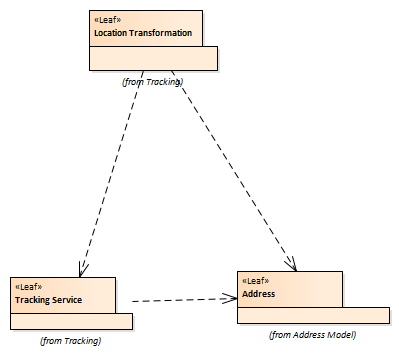 «Leaf»
Location Transformation
(from Tracking)
«Leaf»
Tracking Service
(from Tracking)
«Leaf»
Address
(from Address Model)